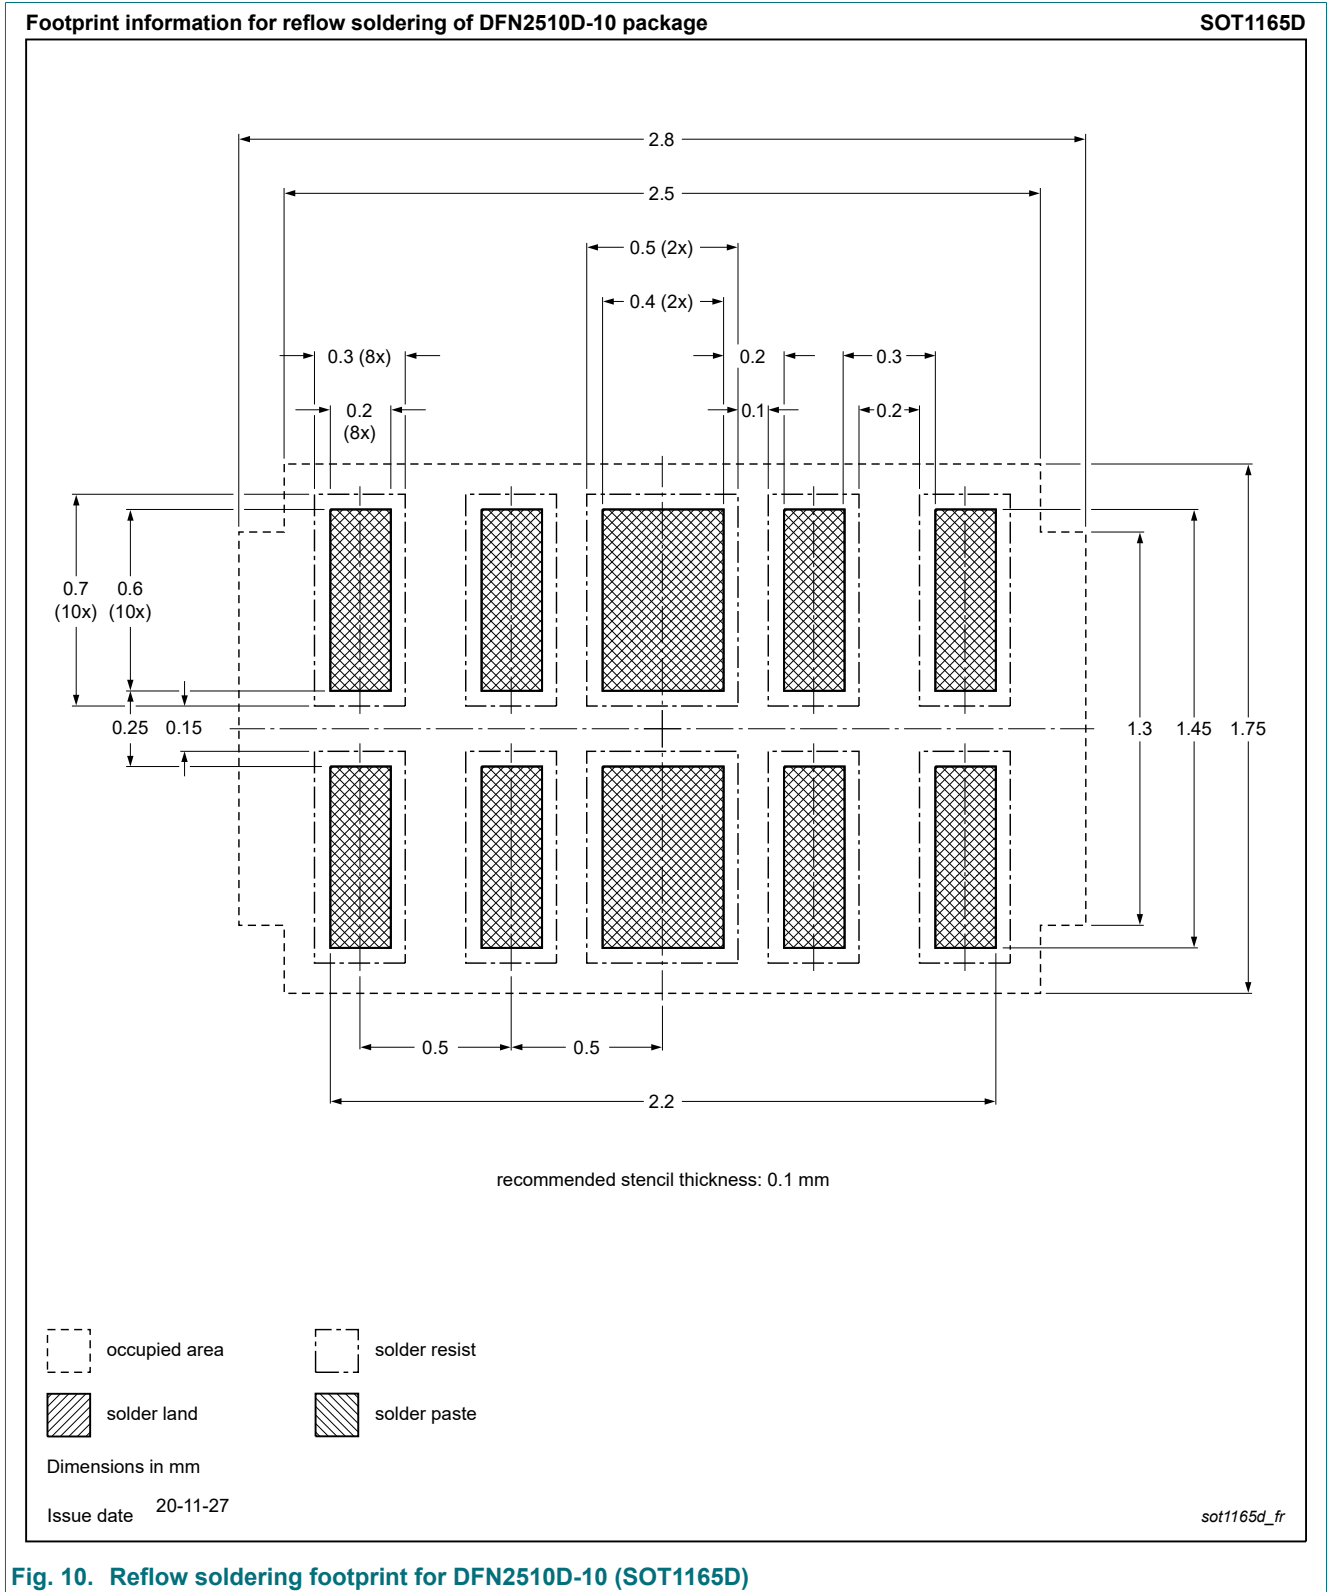 Footprint information for reflow soldering of DFN2510D-10 package SOT1165D
2.8
2.5
0.5 (2x)
0.4 (2x)
0.3 (8x) 0.2 0.3
0.2 0.1 0.2
(8x)
0.7 0.6
(10x) (10x)
0.25 0.15 1.3 1.45 1.75
0.5 0.5
2.2
recommended stencil thickness: 0.1 mm
occupied area solder resist
solder land solder paste
Dimensions in mm
Issue date 20-11-27 sot1165d_fr
Fig. 10. Reflow soldering footprint for DFN2510D-10 (SOT1165D)